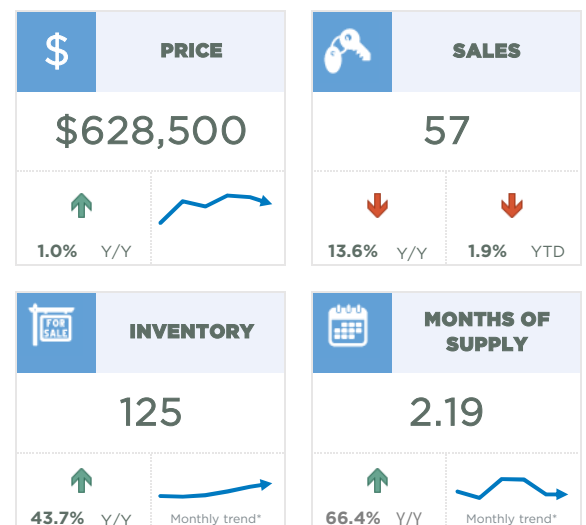 $
PRICE
$628,500
1.0% Y/Y
SALES
57
13.6% Y/Y
1.9% YTD
FOR
SALE
INVENTORY
125
43.7% Y/Y
Monthly trend*
MONTHS OF
SUPPLY
2.19
66.4% Y/Y
Monthly trend*